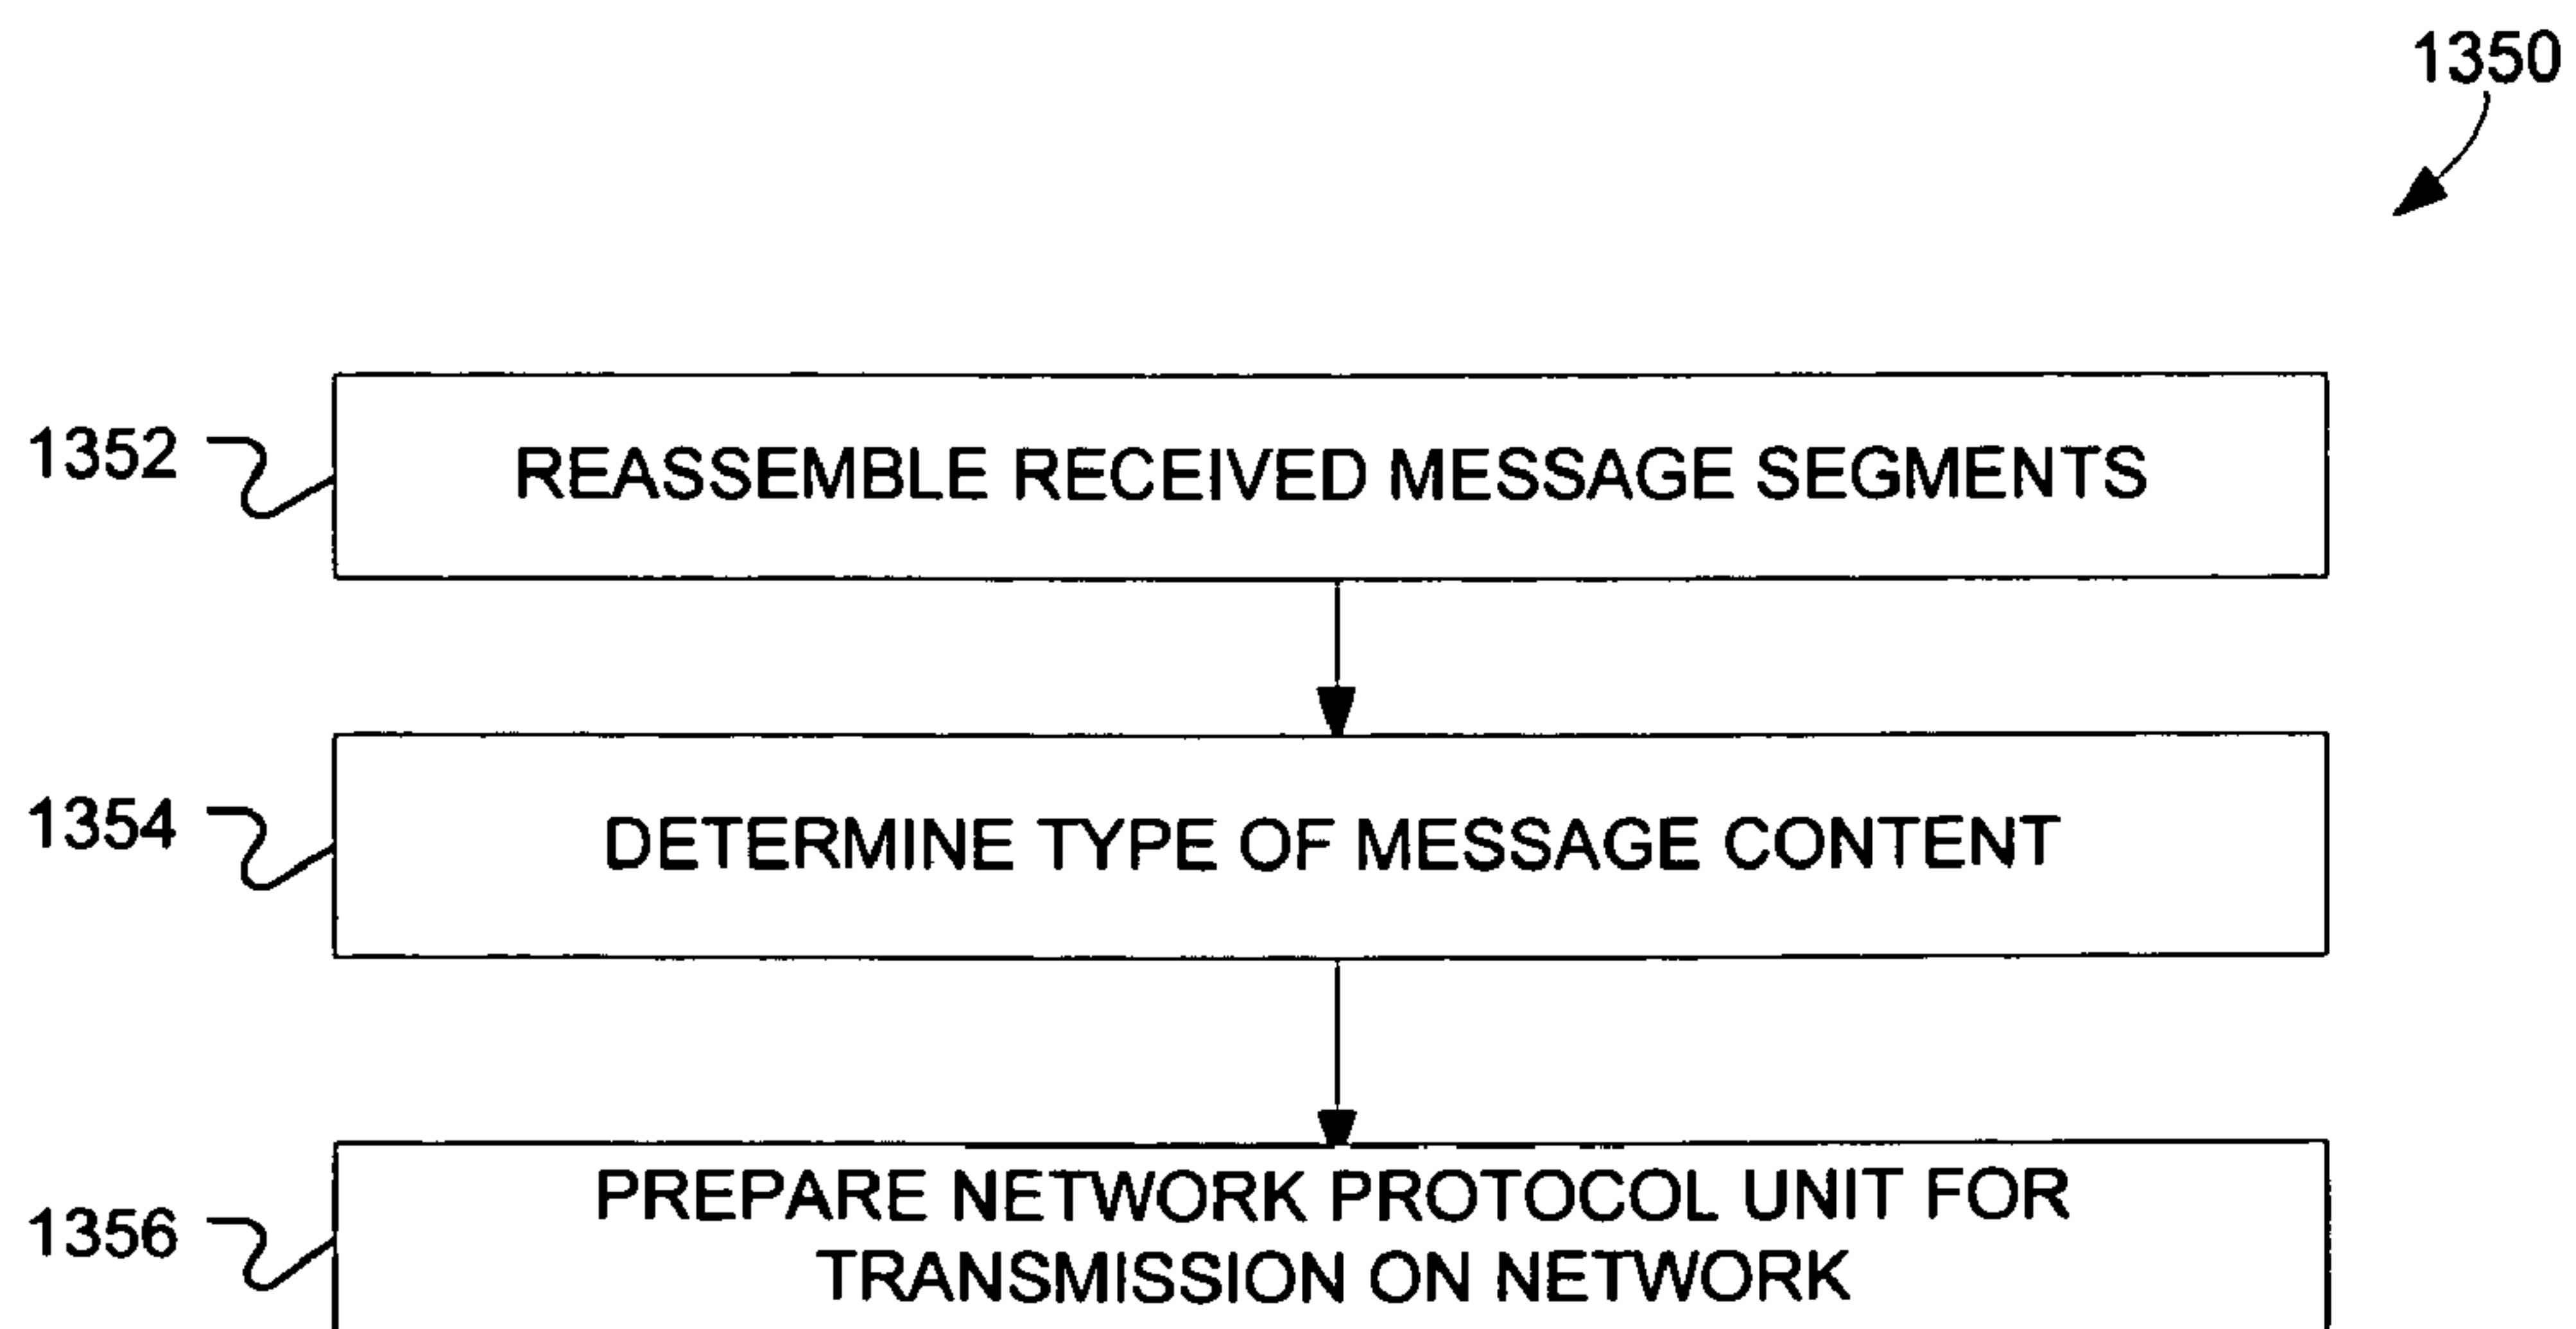 1350
1352
REASSEMBLE RECEIVED MESSAGE SEGMENTS
1354
DETERMINE TYPE OF MESSAGE CONTENT
1356
PREPARE NETWORK PROTOCOL UNIT FOR
TRANSMISSION ON NETWORK